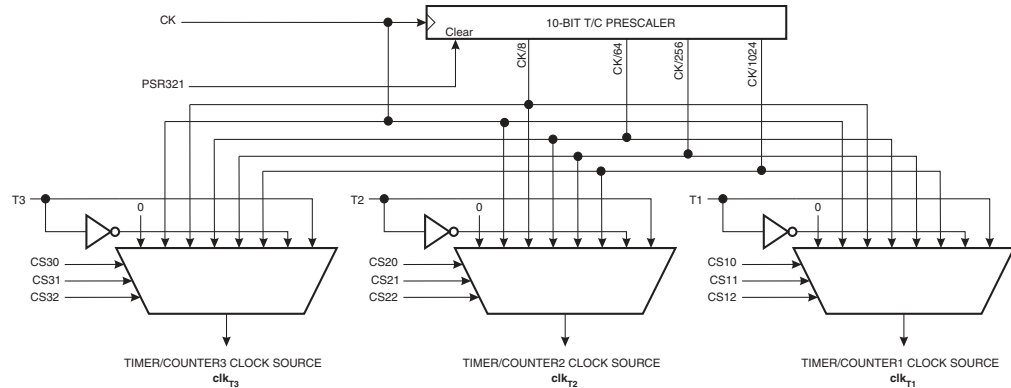 CK
10-BIT T/C PRESCALER
Clear
CK/8
CK/64
CK/256
CK/1024
PSR321
T3
0
T2
0
T1
0
CS30
CS31
CS32
CS20
CS21
CS22
CS10
CS11
CS12
TIMER/COUNTER3 CLOCK SOURCE
clkT3
TIMER/COUNTER2 CLOCK SOURCE
clkT2
TIMER/COUNTER1 CLOCK SOURCE
clkT1